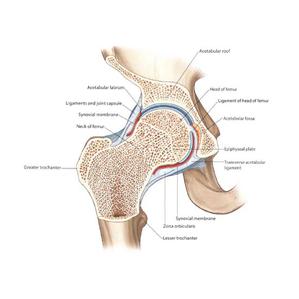 Acetabular roof
Acetabular labrum
Head of femur
Ligaments and joint capsule
Ligament of head of femur
Synovial membrane
Acetabular fossa
Neck of femur
Epiphyseal plate
Greater trochanter
Transverse acetabular
ligament
Synovial membrane
Zona orbicularis
Lesser trochanter